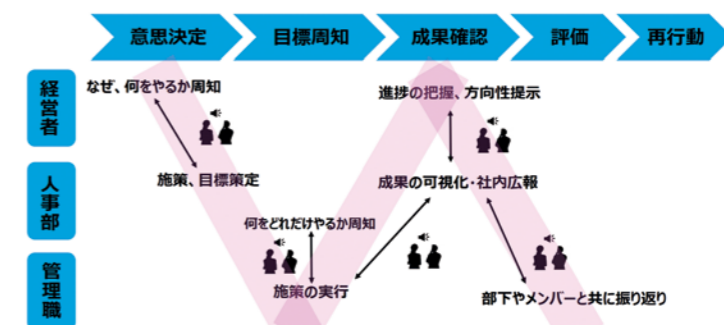 意思決定
目標周知
成果確認
評価
再行動
経営者
なぜ、何をやるか周知
進捗の把握、方向性提示
人事部
施策、目標策定
成果の可視化・社内広報
何をどれだけやるか周知
管理職
施策の実行
部下やメンバーと共に振り返り